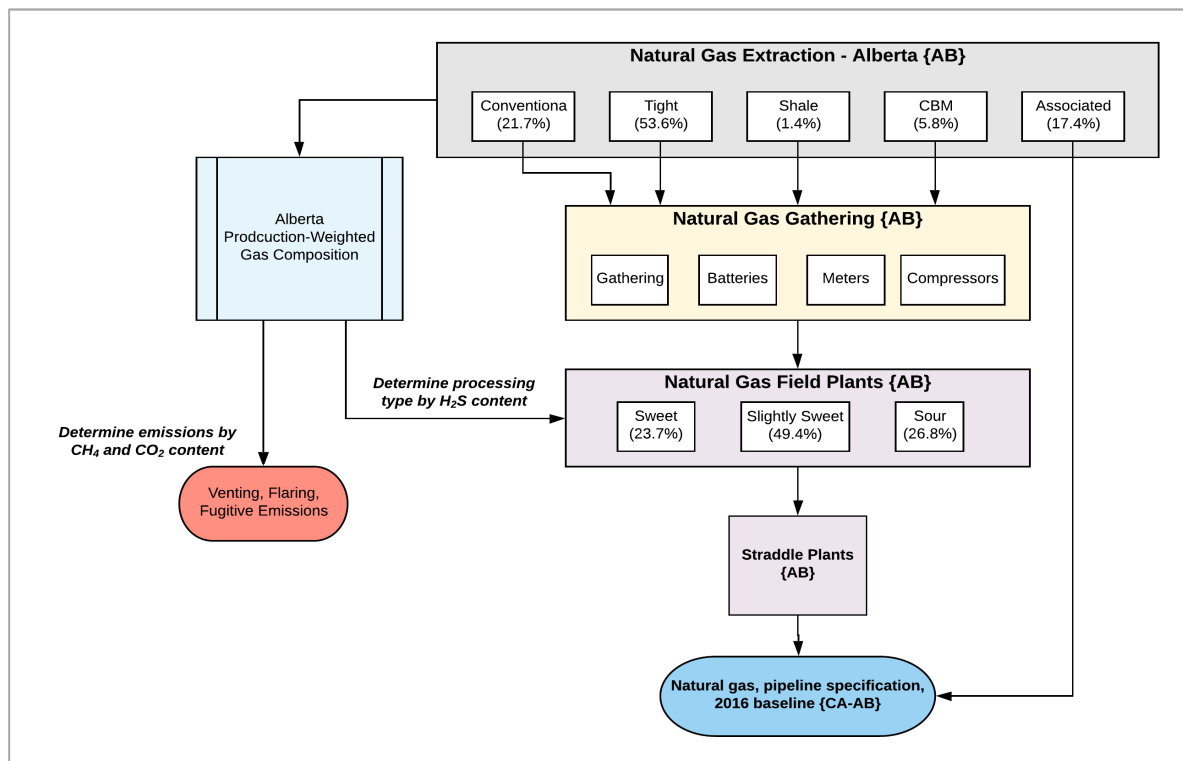 Natural Gas Extraction - Alberta {AB}
Conventiona
(21.7%)
Tight
(53.6%)
Shale
(1.4%)
CBM
(5.8%)
Associated
(17.4%)
Alberta
Prodcuction-Weighted
Gas Composition
Natural Gas Gathering {AB}
Gathering
Batteries
Meters
Compressors
Determine processing
type by H₂S content
Natural Gas Field Plants {AB}
Sweet
(23.7%)
Slightly Sweet
(49.4%)
Sour
(26.8%)
Determine emissions by
CH₄ and CO₂ content
Venting, Flaring,
Fugitive Emissions
Straddle Plants
{AB}
Natural gas, pipeline specification,
2016 baseline {CA-AB}